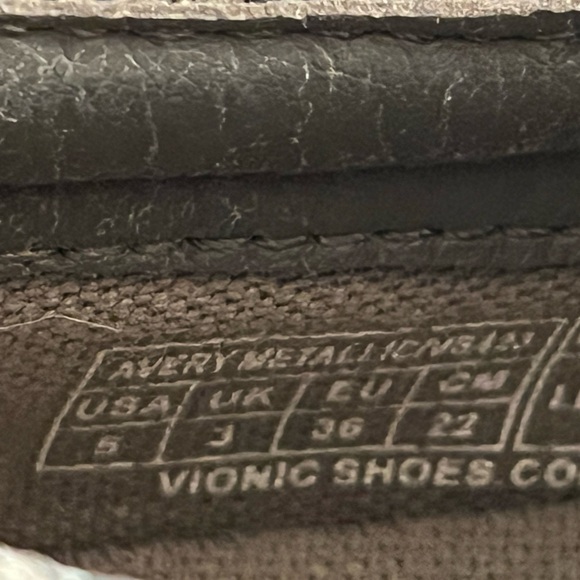 AVERY METALLIC
USA UK EU CM
5 3 36 22
VIONIC SHOES.CO